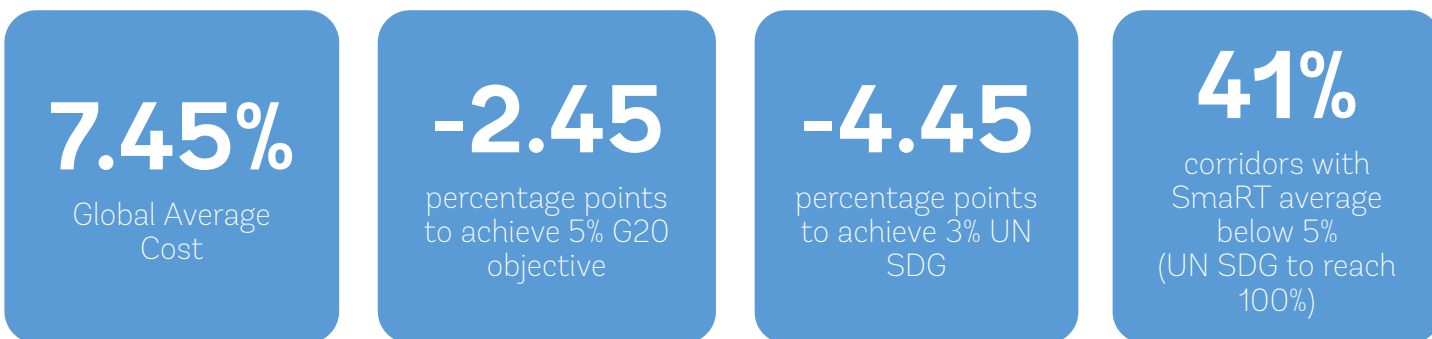 7.45%
Global Average
Cost
-2.45
percentage points
to achieve 5% G20
objective
-4.45
percentage points
to achieve 3% UN
SDG
41%
corridors with
SmaRT average
below 5%
(UN SDG to reach
100%)